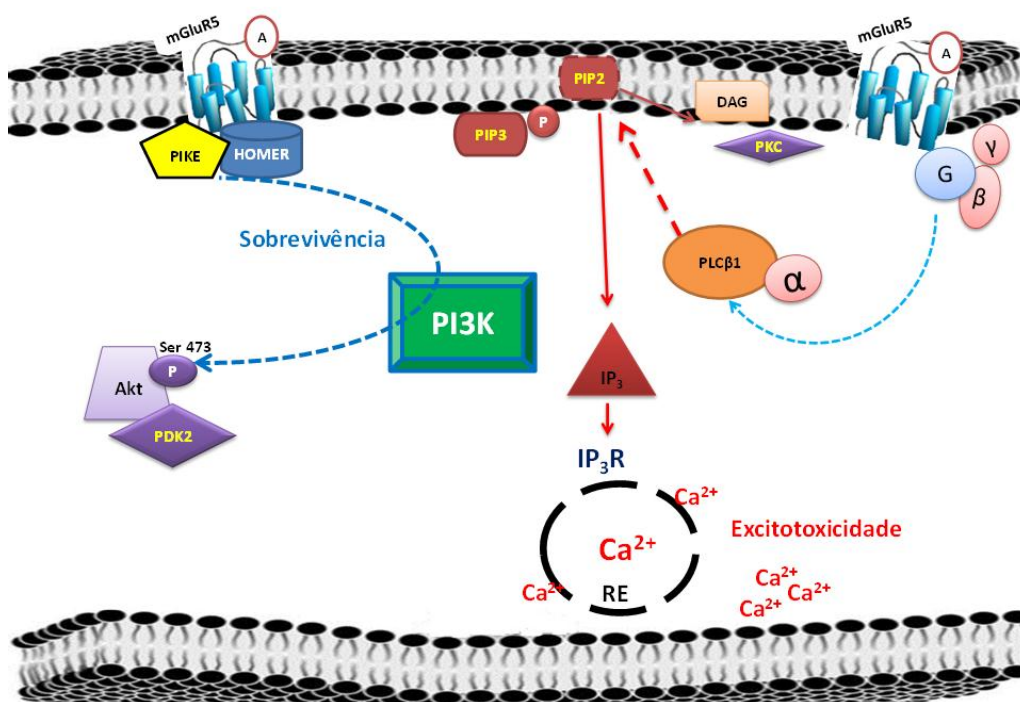 mGluR5
A
PIKE
HOMER
Sobrevivência
PI3K
Ser 473
P
Akt
PDK2
PIP2
PIP3
P
DAG
PKC
mGluR5
A
G
γ
β
PLCβ1
α
IP₃
IP₃R
Ca²⁺
Ca²⁺
Ca²⁺
RE
Excitotoxicidade
Ca²⁺
Ca²⁺
Ca²⁺